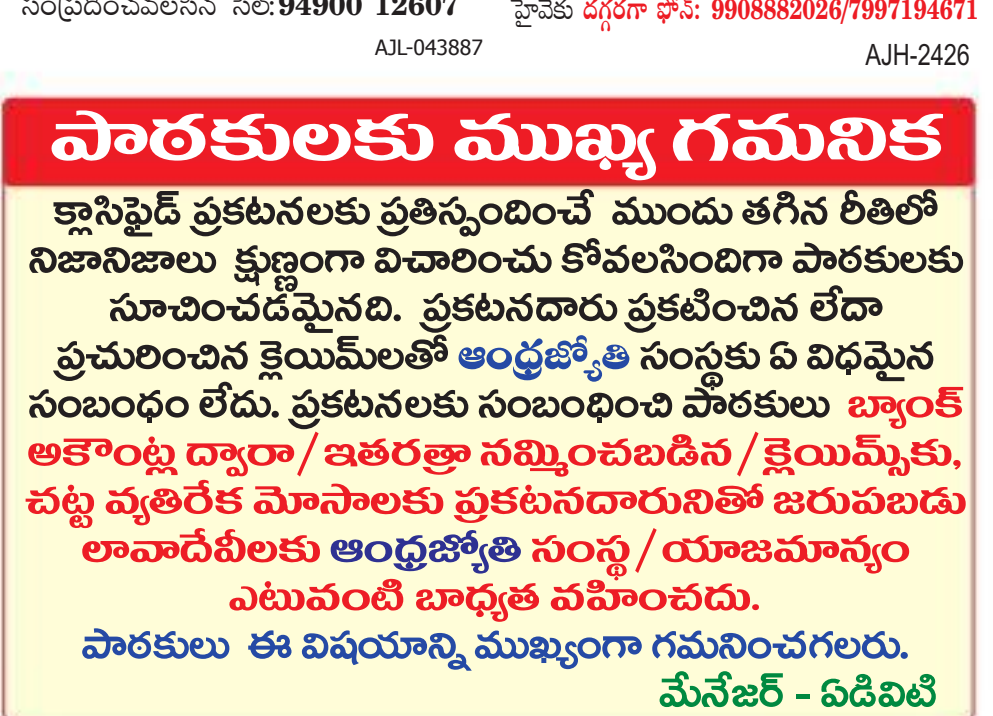 సంప్రదించవలసిన సెల్:94900 12607
హైవేకు దగ్గరగా ఫోన్: 9908882026/7997194671
AJL-043887
AJH-2426
పాఠకులకు ముఖ్య గమనిక
క్లాసిఫైడ్ ప్రకటనలకు ప్రతిస్పందించే ముందు తగిన రీతిలో
నిజానిజాలు క్షుణ్ణంగా విచారించు కోవలసిందిగా పాఠకులకు
సూచించడమైనది. ప్రకటనదారు ప్రకటించిన లేదా
ప్రచురించిన క్లెయిమ్‌లతో ఆంధ్రజ్యోతి సంస్థకు ఏ విధమైన
సంబంధం లేదు. ప్రకటనలకు సంబంధించి పాఠకులు బ్యాంక్
అకౌంట్ల ద్వారా/ఇతరత్రా నమ్మించబడిన/క్లెయిమ్స్‌కు,
చట్ట వ్యతిరేక మోసాలకు ప్రకటనదారునితో జరుపబడు
లావాదేవీలకు ఆంధ్రజ్యోతి సంస్థ/యాజమాన్యం
ఎటువంటి బాధ్యత వహించదు.
పాఠకులు ఈ విషయాన్ని ముఖ్యంగా గమనించగలరు.
మేనేజర్ - ఏడివిటి